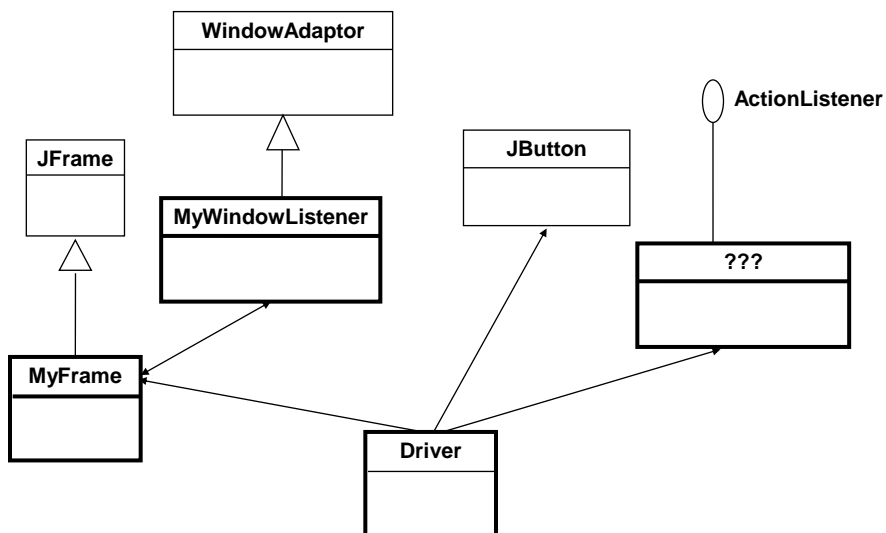 WindowAdaptor
ActionListener
JFrame
JButton
MyWindowListener
???
MyFrame
Driver